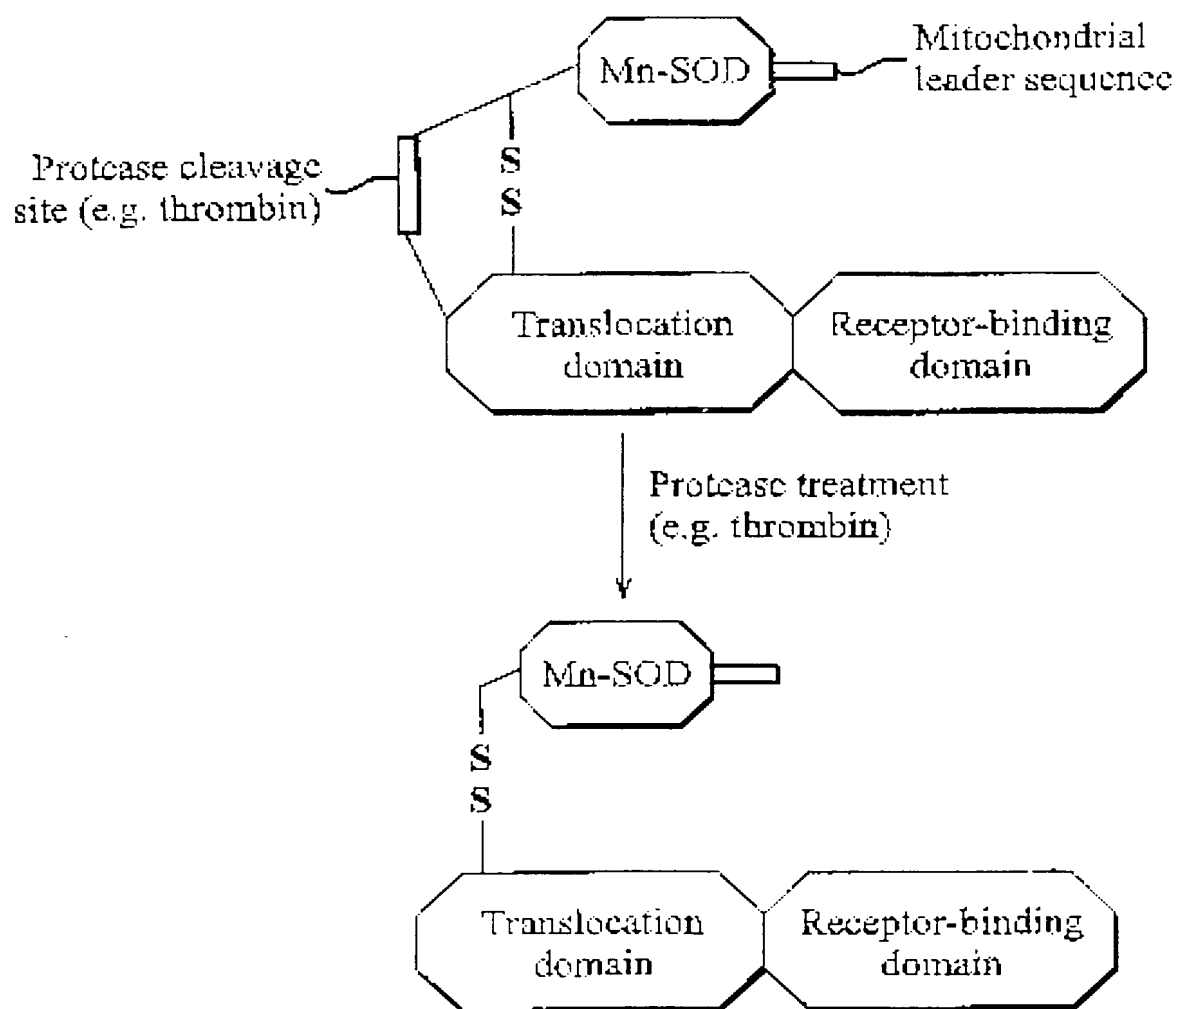 Mn-SOD
Mitochondrial
leader sequence
Protease cleavage
site (e.g. thrombin)
S
S
Translocation
domain
Receptor-binding
domain
Protease treatment
(e.g. thrombin)
Mn-SOD
S
S
Translocation
domain
Receptor-binding
domain